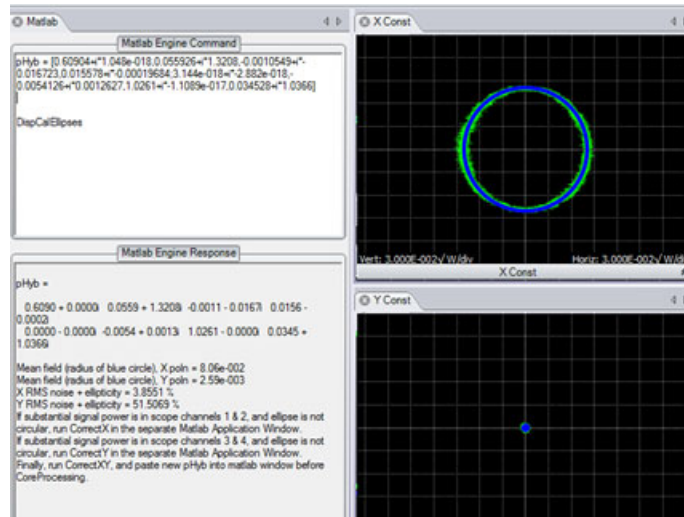 Matlab
Matlab Engine Command
pHyb = [0.60904+i*1.048e-018,0.055926+i*1.3208,-0.0010549+i*-
0.016723,0.015578+i*-0.00019684;3.144e-018+i*-2.882e-018,-
0.0054126+i*0.0012627,1.0261+i*-1.1089e-017,0.034528+i*1.0366]
DispCalEllipses
Matlab Engine Response
pHyb =
0.6090 + 0.0000i 0.0559 + 1.3208i -0.0011 - 0.0167i 0.0156 -
0.0002i
0.0000 - 0.0000i -0.0054 + 0.0013i 1.0261 - 0.0000i 0.0345 +
1.0366i
Mean field (radius of blue circle), X poln = 8.06e-002
Mean field (radius of blue circle), Y poln = 2.59e-003
X RMS noise + ellipticity = 3.8551 %
Y RMS noise + ellipticity = 51.5069 %
If substantial signal power is in scope channels 1 & 2, and ellipse is not
circular, run CorrectX in the separate Matlab Application Window.
If substantial signal power is in scope channels 3 & 4, and ellipse is not
circular, run CorrectY in the separate Matlab Application Window.
Finally, run CorrectXY, and paste new pHyb into matlab window before
CoreProcessing.
X Const
Vert: 3.000E-002√ W/div
Horiz: 3.000E-002√ W/di
X Const
Y Const